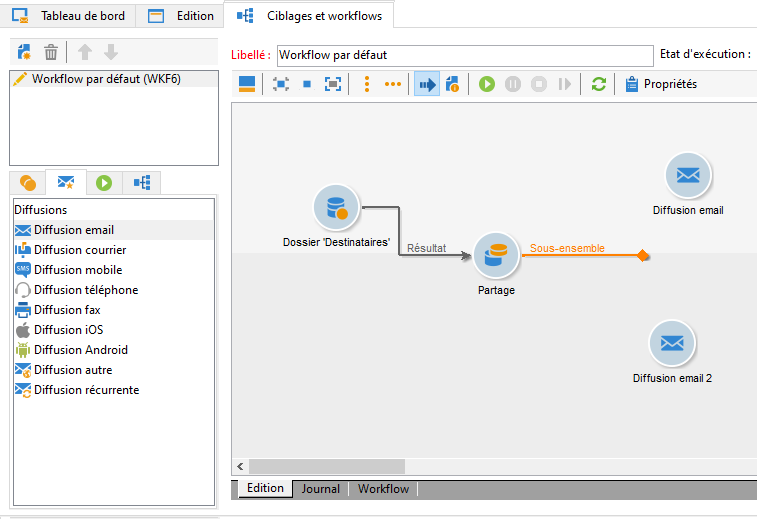 Tableau de bord
Edition
Ciblages et workflows
Libellé :
Workflow par défaut
Etat d'exécution :
Workflow par défaut (WKF6)
Propriétés
Diffusions
Diffusion email
Diffusion courrier
SMS
Diffusion mobile
Diffusion téléphone
Diffusion fax
Diffusion iOS
Diffusion Android
Diffusion autre
Diffusion récurrente
Dossier 'Destinataires'
Résultat
Partage
Sous-ensemble
Diffusion email
Diffusion email 2
Edition
Journal
Workflow